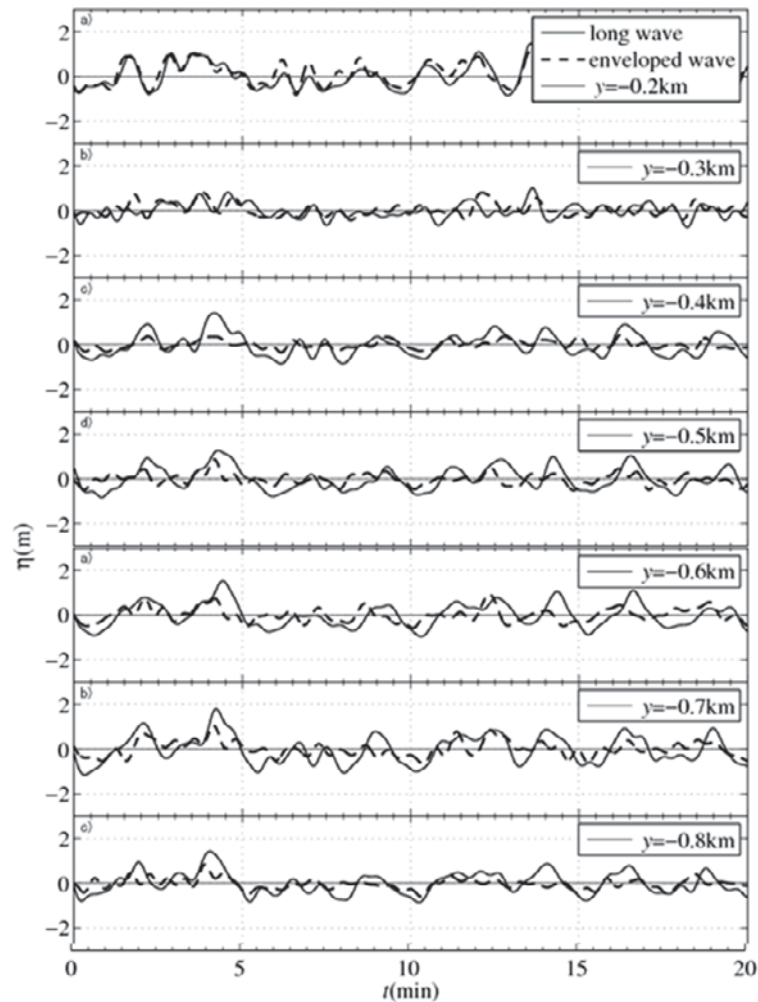 a)
2
0
−2
long wave
enveloped wave
y=−0.2km
b)
2
0
−2
y=−0.3km
c)
2
0
−2
y=−0.4km
d)
2
0
−2
y=−0.5km
η(m)
a)
2
0
−2
y=−0.6km
b)
2
0
−2
y=−0.7km
c)
2
0
−2
y=−0.8km
0 5 10 15 20
t(min)